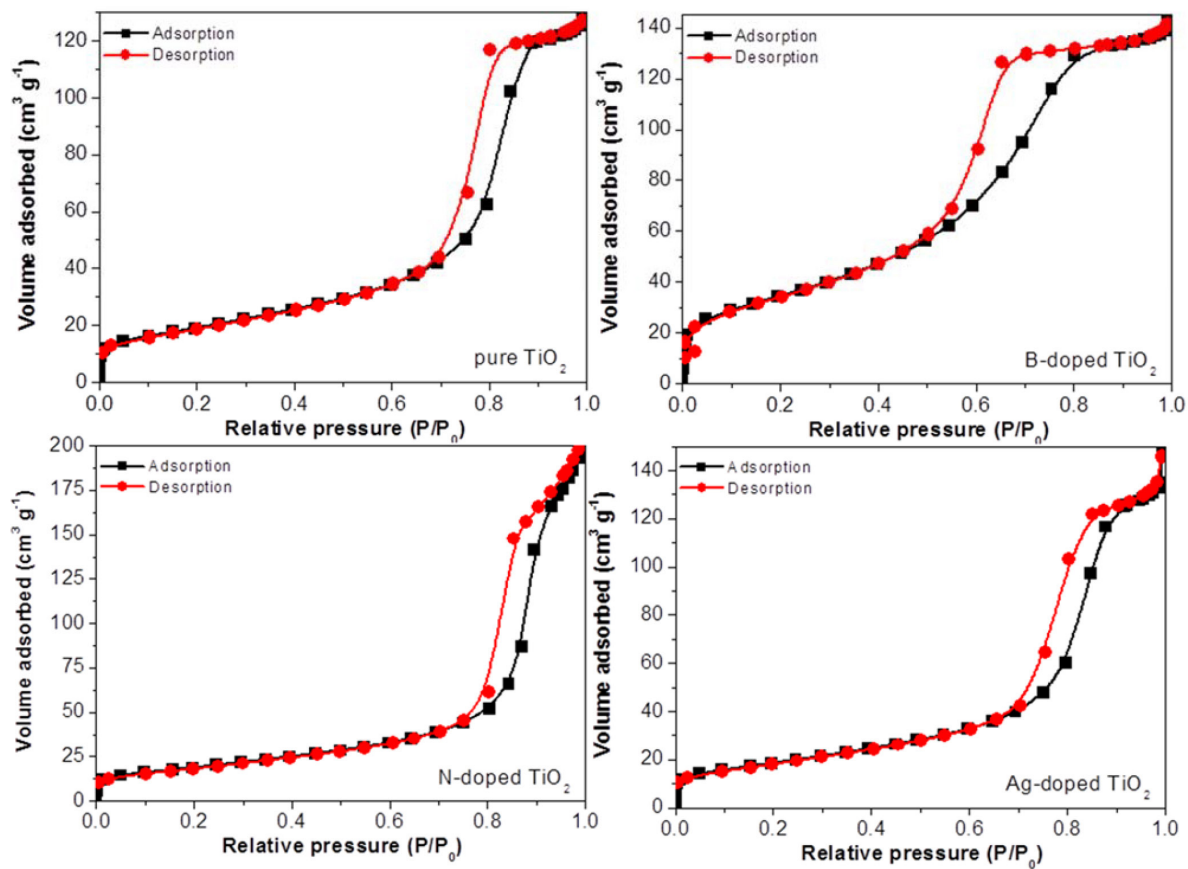 Volume adsorbed (cm³ g⁻¹)
120
100
80
60
40
20
0
Adsorption
Desorption
pure TiO₂
0.0 0.2 0.4 0.6 0.8 1.0
Relative pressure (P/P₀)
Volume adsorbed (cm³ g⁻¹)
140
120
100
80
60
40
20
0
Adsorption
Desorption
B-doped TiO₂
0.0 0.2 0.4 0.6 0.8 1.0
Relative pressure (P/P₀)
Volume adsorbed (cm³ g⁻¹)
200
175
150
125
100
75
50
25
0
Adsorption
Desorption
N-doped TiO₂
0.0 0.2 0.4 0.6 0.8 1.0
Relative pressure (P/P₀)
Volume adsorbed (cm³ g⁻¹)
140
120
100
80
60
40
20
0
Adsorption
Desorption
Ag-doped TiO₂
0.0 0.2 0.4 0.6 0.8 1.0
Relative pressure (P/P₀)